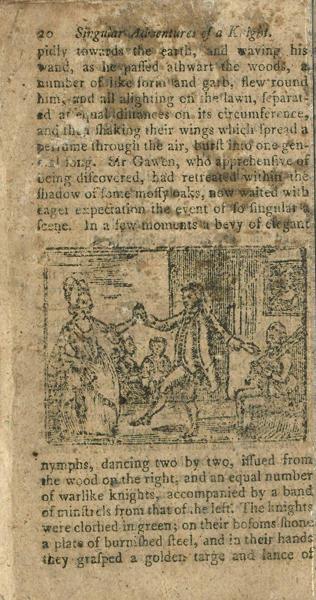 20 Singular Adventures of a Knight.
pidly towards the earth, and waving his
wand, as he paſſed athwart the woods, a
number of like form and garb, flew round
him, and all alighting on the lawn, ſeparat-
ed at equal diſtances on its circumference,
and then ſhaking their wings which ſpread a
perfume through the air, burſt into one gen-
eral ſong. Sir Gawen, who apprehenſive of
being diſcovered, had retreated within the
ſhadow of ſome moſſy oaks, now waited with
eager expectation the event of ſo ſingular a
ſcene. In a few moments a bevy of elegant
nymphs, dancing two by two, iſſued from
the wood on the right, and an equal number
of warlike knights, accompanied by a band
of minſtrels from that of the left. The knights
were clothed in green; on their boſoms ſhone
a plate of burniſhed ſteel, and in their hands
they graſped a golden targe and lance of